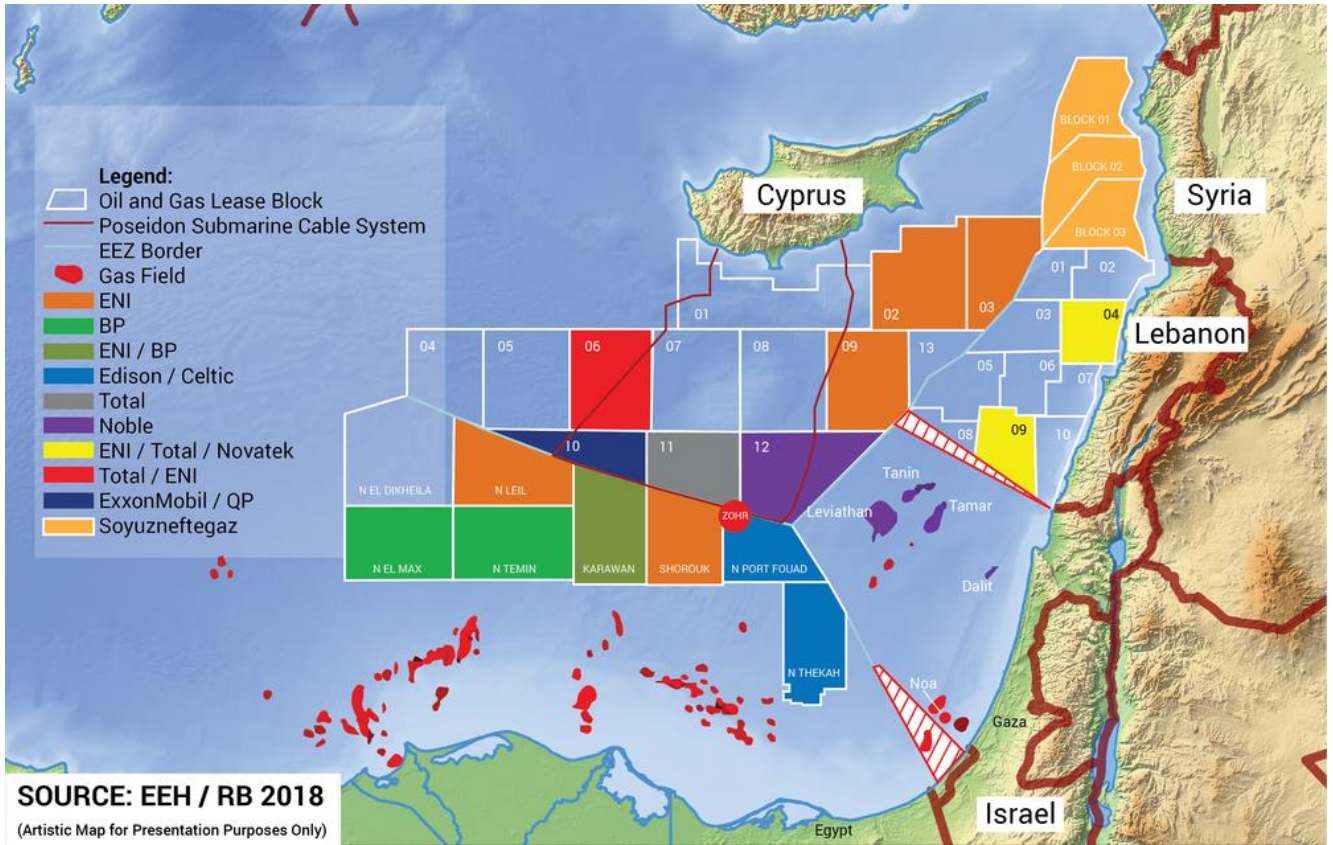 Legend:
Oil and Gas Lease Block
Poseidon Submarine Cable System
EEZ Border
Gas Field
ENI
BP
ENI / BP
Edison / Celtic
Total
Noble
ENI / Total / Novatek
Total / ENI
ExxonMobil / QP
Soyuzneftegaz
Cyprus
BLOCK 01
BLOCK 02
BLOCK 03
Syria
01
02
03
04
Lebanon
01
02
03
04
05
06
07
08
09
13
05
06
07
08
09
10
10
11
12
N EL DIKHEILA
N LEIL
ZOHR
N EL MAX
N TEMIN
KARAWAN
SHOROUK
N PORT FOUAD
N THEKAH
Tanin
Leviathan
Tamar
Dalit
Noa
Gaza
Israel
Egypt
SOURCE: EEH / RB 2018
(Artistic Map for Presentation Purposes Only)